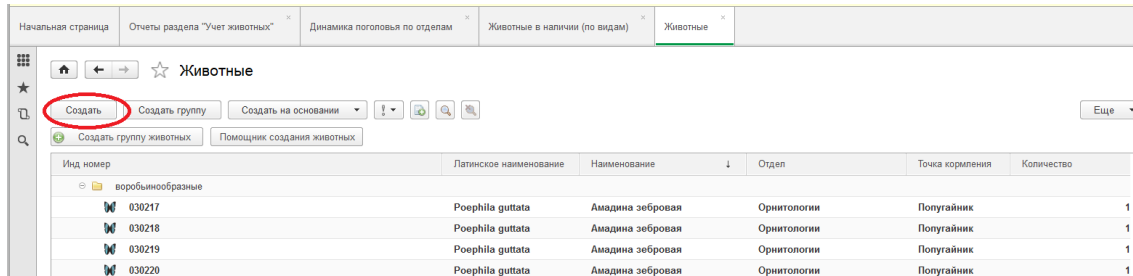 Начальная страница Отчеты раздела "Учет животных" × Динамика поголовья по отделам × Животные в наличии (по видам) × Животные ×
Животные
Создать Создать группу Создать на основании Еще
Создать группу животных Помощник создания животных
Инд номер Латинское наименование Наименование ↓ Отдел Точка кормления Количество
воробьинообразные
030217 Poephila guttata Амадина зебровая Орнитологии Попугайник 1
030218 Poephila guttata Амадина зебровая Орнитологии Попугайник 1
030219 Poephila guttata Амадина зебровая Орнитологии Попугайник 1
030220 Poephila guttata Амадина зебровая Орнитологии Попугайник 1